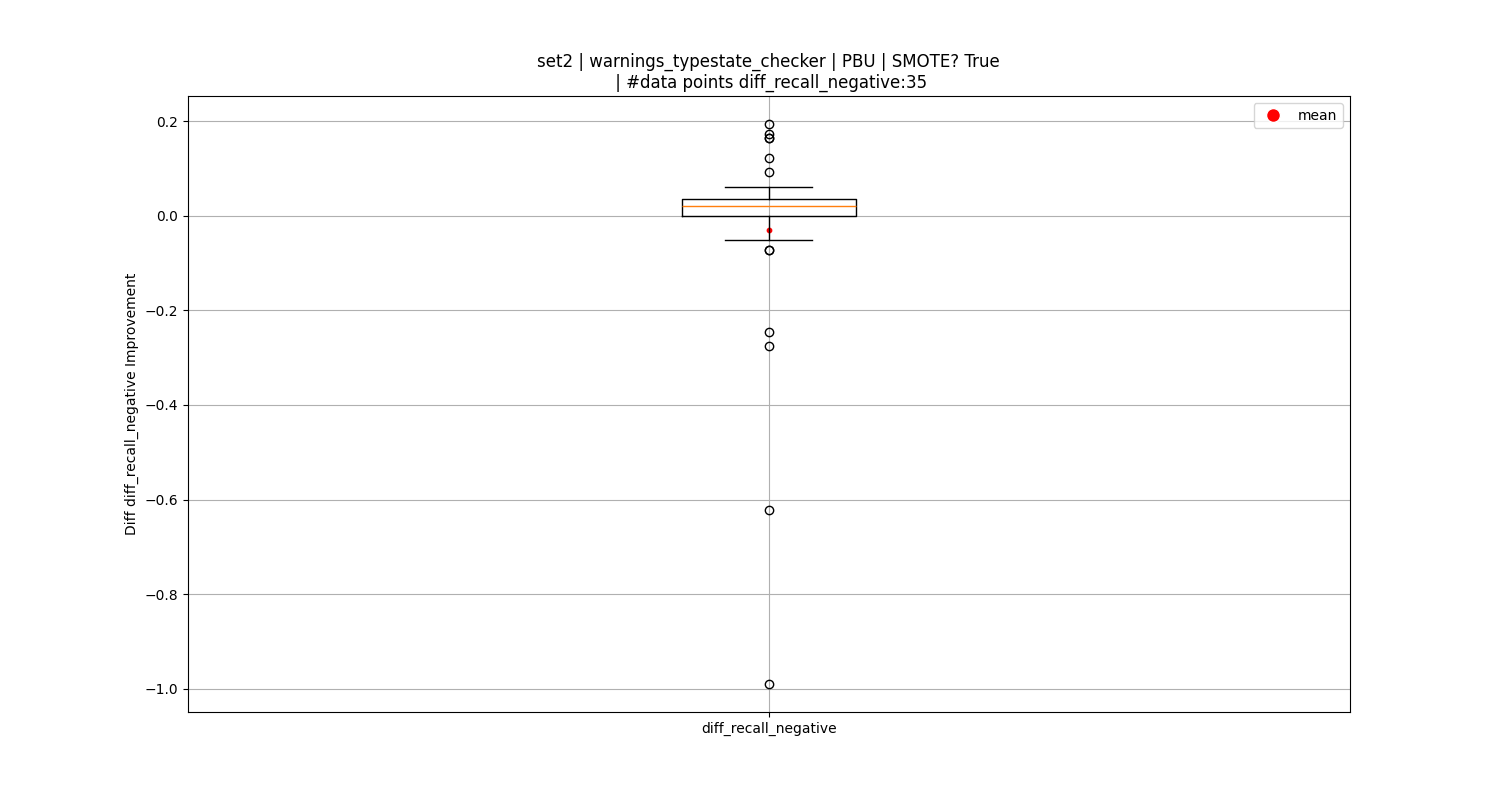 set2 | warnings_typestate_checker | PBU | SMOTE? True
| #data points diff_recall_negative:35
mean
0.2
0.0
−0.2
−0.4
−0.6
−0.8
−1.0
Diff diff_recall_negative Improvement
diff_recall_negative